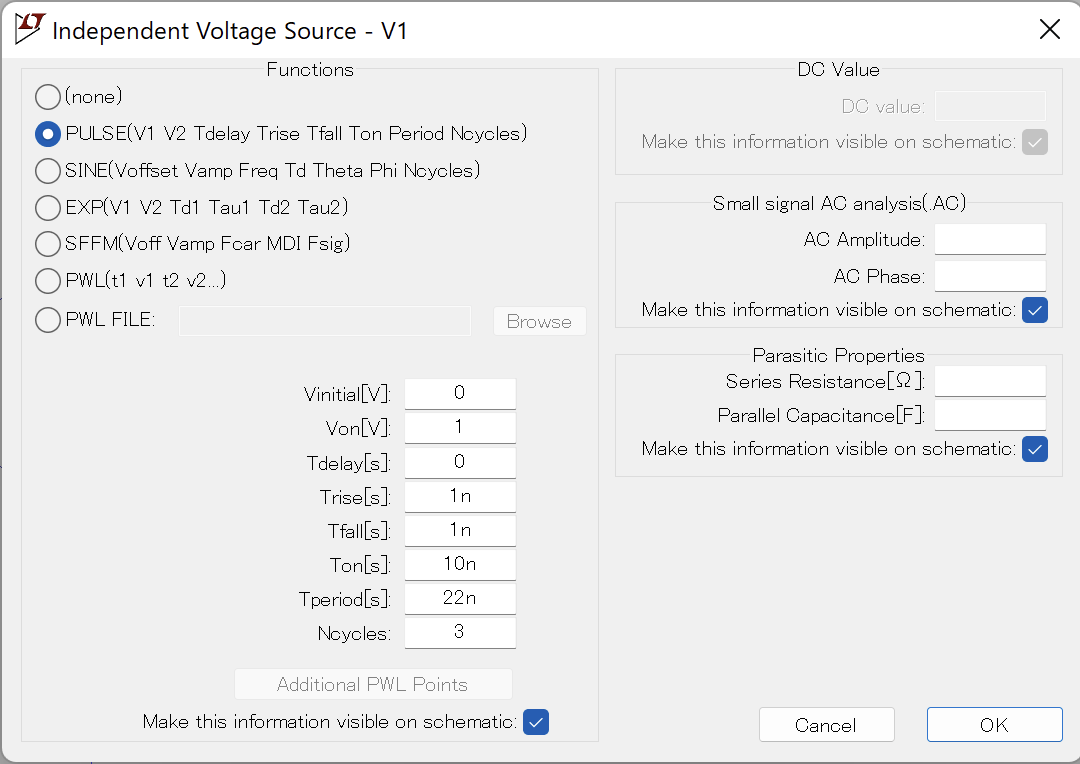 Independent Voltage Source - V1
Functions
(none)
PULSE(V1 V2 Tdelay Trise Tfall Ton Period Ncycles)
SINE(Voffset Vamp Freq Td Theta Phi Ncycles)
EXP(V1 V2 Td1 Tau1 Td2 Tau2)
SFFM(Voff Vamp Fcar MDI Fsig)
PWL(t1 v1 t2 v2...)
PWL FILE: Browse
Vinitial[V]: 0
Von[V]: 1
Tdelay[s]: 0
Trise[s]: 1n
Tfall[s]: 1n
Ton[s]: 10n
Tperiod[s]: 22n
Ncycles: 3
Additional PWL Points
Make this information visible on schematic:
DC Value
DC value:
Make this information visible on schematic:
Small signal AC analysis(.AC)
AC Amplitude:
AC Phase:
Make this information visible on schematic:
Parasitic Properties
Series Resistance[Ω]:
Parallel Capacitance[F]:
Make this information visible on schematic:
Cancel OK